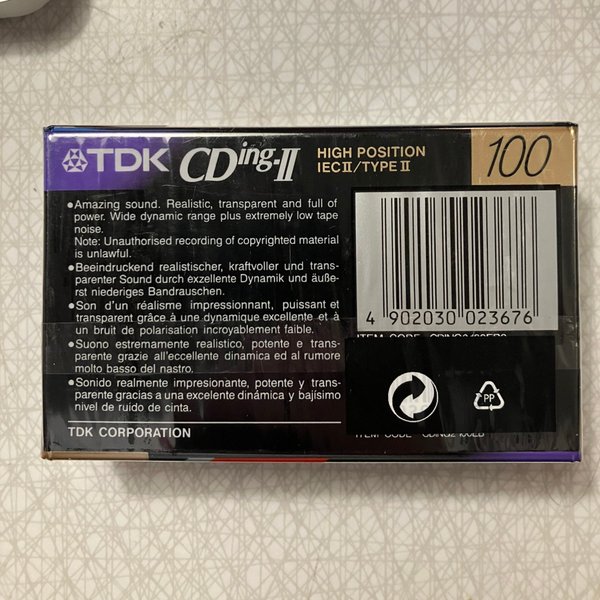 TDK CDing-II HIGH POSITION IECII/TYPE II 100
•Amazing sound. Realistic, transparent and full of
power. Wide dynamic range plus extremely low tape
noise.
Note: Unauthorised recording of copyrighted material
is unlawful.
•Beeindruckend realistischer, kraftvoller und trans-
parenter Sound durch exzellente Dynamik und äuße-
rst niederiges Bandrauschen.
•Son d'un réalisme impressionnant, puissant et
transparent grâce à une dynamique excellente et à
un bruit de polarisation incroyablement faible.
•Suono estremamente realistico, potente e trans-
parente grazie all'eccellente dinamica ed al rumore
molto basso del nastro.
•Sonido realmente impresionante, potente y trans-
parente gracias a una excelente dinámica y bajísimo
nivel de ruido de cinta.
TDK CORPORATION
4 902030 023676
ITEM CODE
PP
ITEM CODE